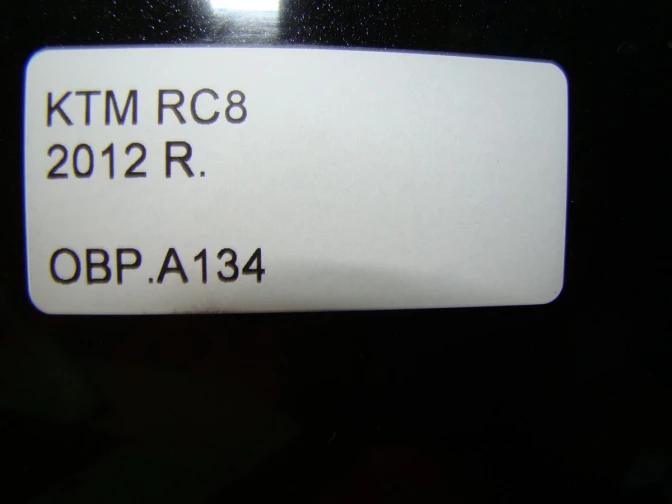 KTM RC8
2012 R.
OBP.A134